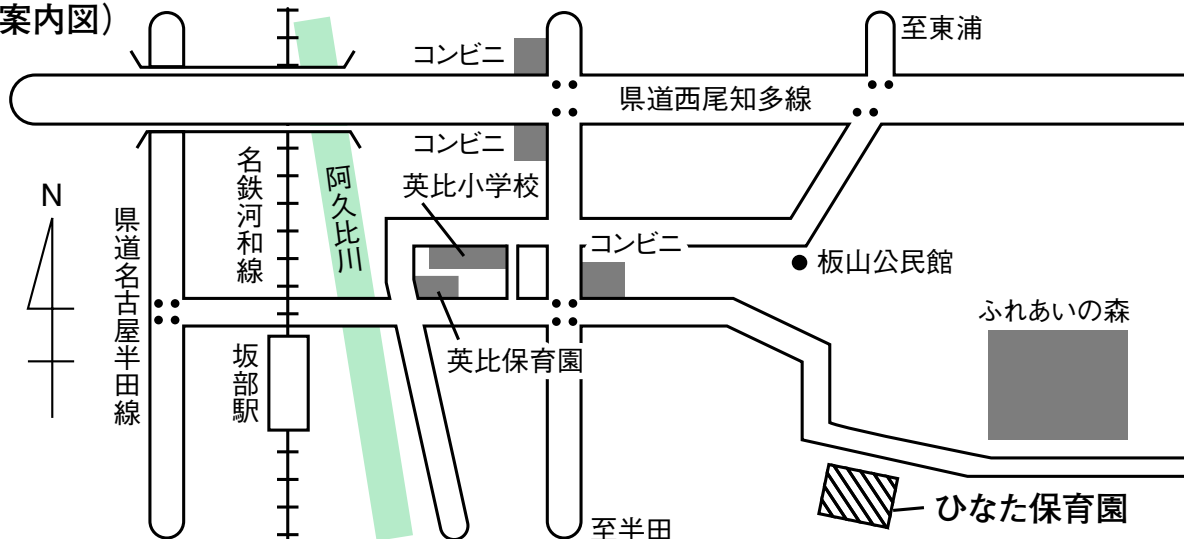 案内図)
至東浦
コンビニ
県道西尾知多線
コンビニ
名鉄河和線
阿久比川
英比小学校
N
県道名古屋半田線
コンビニ
板山公民館
ふれあいの森
坂部駅
英比保育園
ひなた保育園
至半田